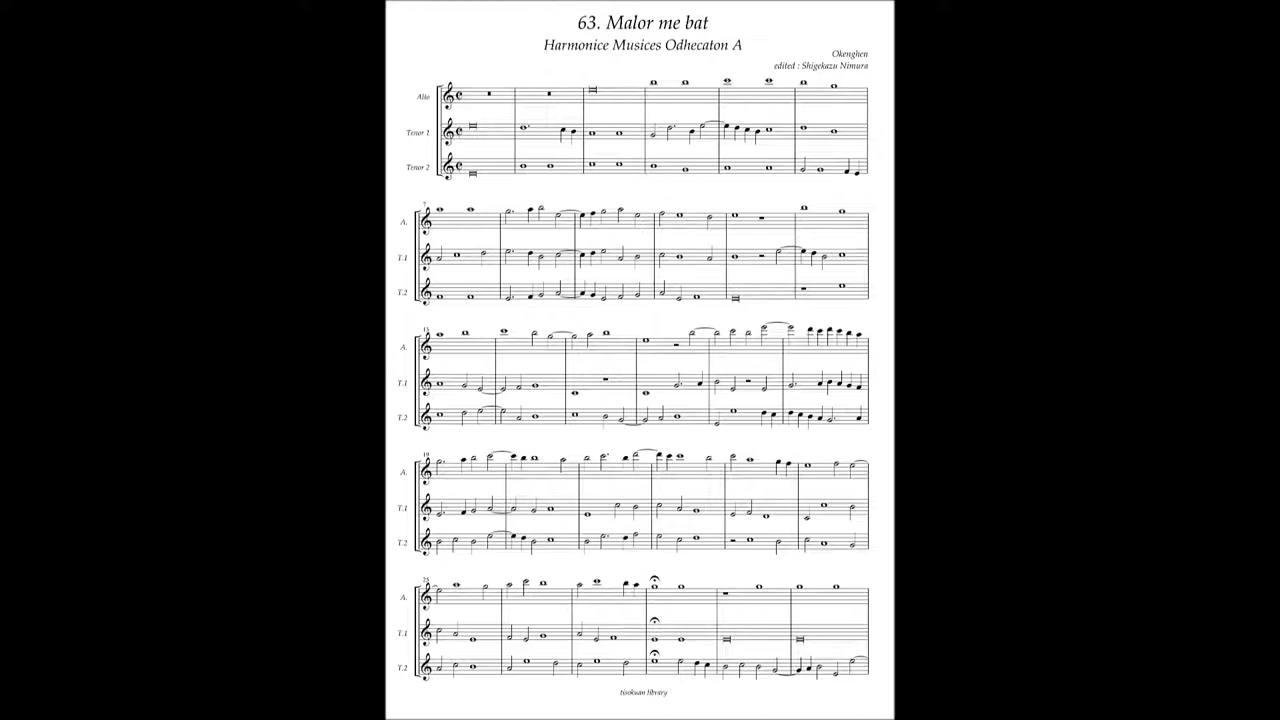 63. Malor me bat
Harmonice Musices Odhecaton A
Okenghen
edited : Shigekazu Nimura
Alto
Tenor 1
Tenor 2
7
A.
T.1
T.2
13
A.
T.1
T.2
19
A.
T.1
T.2
25
A.
T.1
T.2
tisokuan library